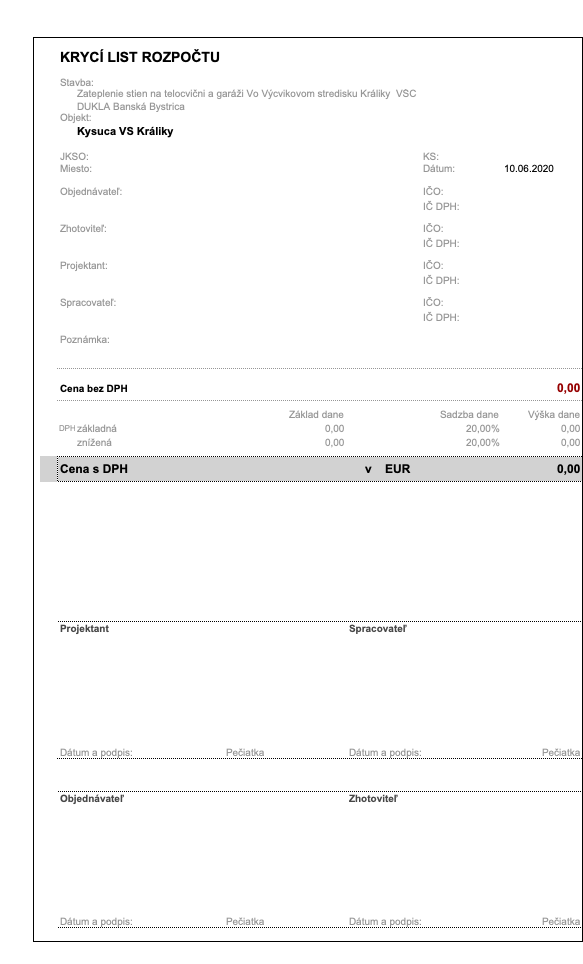 KRYCÍ LIST ROZPOČTU
Stavba:
Zateplenie stien na telocvični a garáži Vo Výcvikovom stredisku Králiky VŠC
DUKLA Banská Bystrica
Objekt:
Kysuca VS Králiky
JKSO: KS:
Miesto: Dátum: 10.06.2020
Objednávateľ: IČO:
IČ DPH:
Zhotoviteľ: IČO:
IČ DPH:
Projektant: IČO:
IČ DPH:
Spracovateľ: IČO:
IČ DPH:
Poznámka:
Cena bez DPH 0,00
Základ dane Sadzba dane Výška dane
DPH základná 0,00 20,00% 0,00
znížená 0,00 20,00% 0,00
Cena s DPH v EUR 0,00
Projektant Spracovateľ
Dátum a podpis: Pečiatka Dátum a podpis: Pečiatka
Objednávateľ Zhotoviteľ
Dátum a podpis: Pečiatka Dátum a podpis: Pečiatka